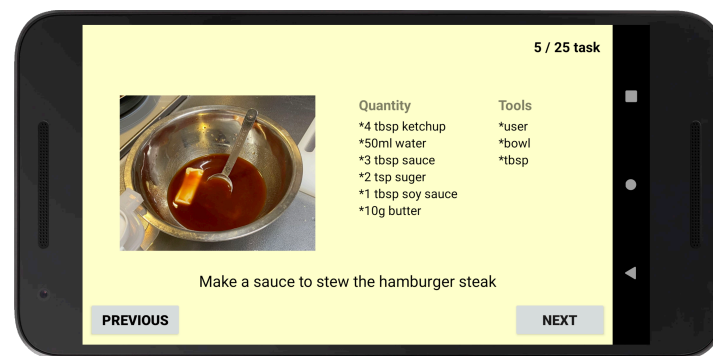 5 / 25 task
Quantity
*4 tbsp ketchup
*50ml water
*3 tbsp sauce
*2 tsp suger
*1 tbsp soy sauce
*10g butter
Tools
*user
*bowl
*tbsp
Make a sauce to stew the hamburger steak
PREVIOUS
NEXT